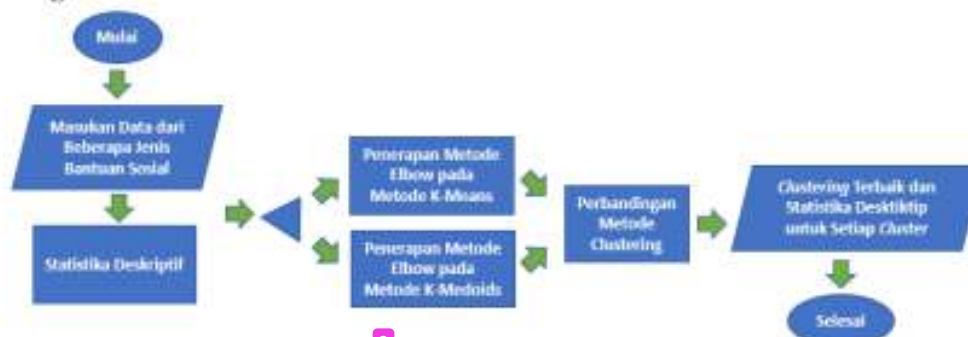 Mulai
Masukan Data dari
Beberapa Jenis
Bantuan Sosial
Statistika Deskriptif
Penerapan Metode
Elbow pada
Metode K-Means
Penerapan Metode
Elbow pada
Metode K-Medoids
Perbandingan
Metode
Clustering
Clustering Terbaik dan
Statistika Desktiktip
untuk Setiap Cluster
Selesai